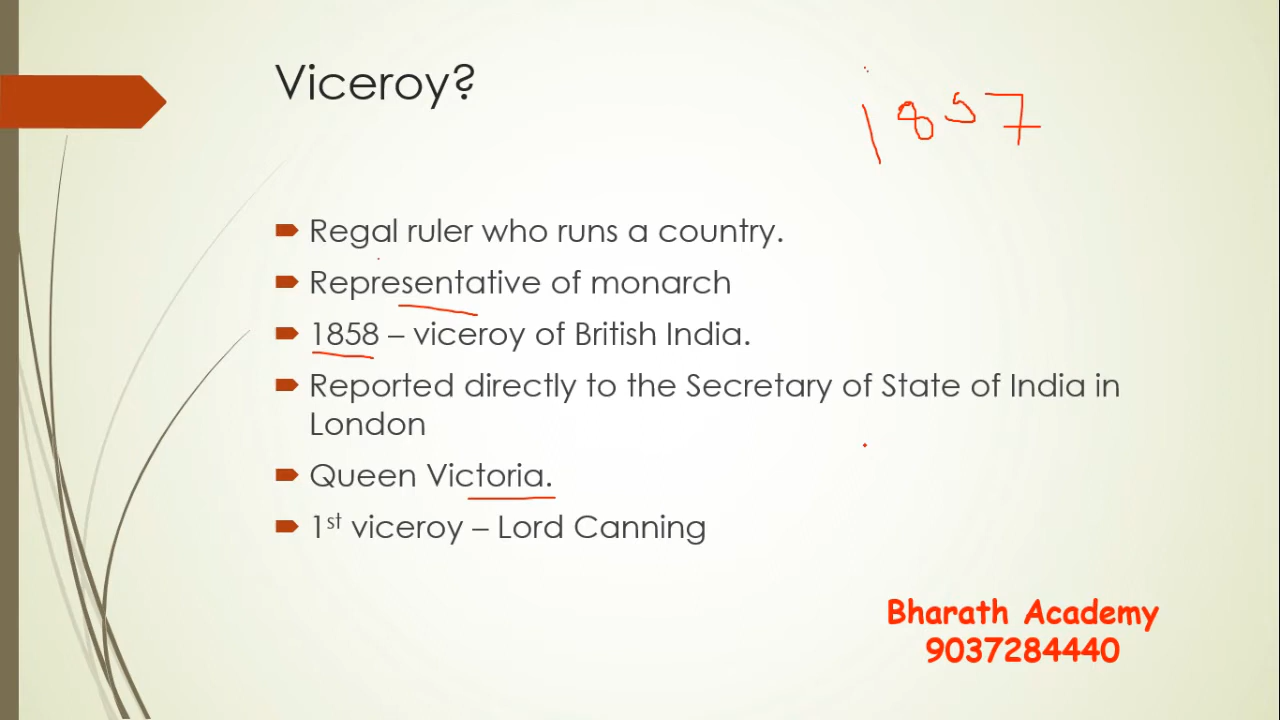 Viceroy?
1857
Regal ruler who runs a country.
Representative of monarch
1858 – viceroy of British India.
Reported directly to the Secretary of State of India in
London
Queen Victoria.
1st viceroy – Lord Canning
Bharath Academy
9037284440